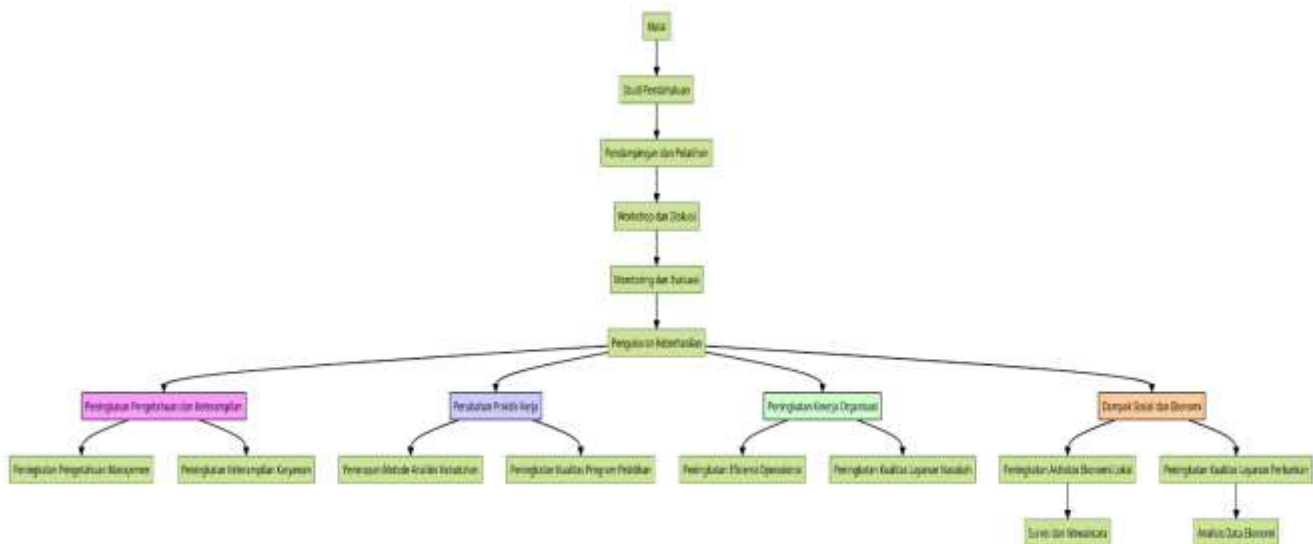 Mulai
Studi Pendahuluan
Pendampingan dan Pelatihan
Workshop dan Diskusi
Monitoring dan Evaluasi
Pengukuran Keberhasilan
Peningkatan Pengetahuan dan Keterampilan
Perubahan Praktik Kerja
Peningkatan Kinerja Organisasi
Dampak Sosial dan Ekonomi
Peningkatan Pengetahuan Manajemen
Peningkatan Keterampilan Karyawan
Penerapan Metode Analisis Kebutuhan
Peningkatan Kualitas Program Pelatihan
Peningkatan Efisiensi Operasional
Peningkatan Kualitas Layanan Nasabah
Peningkatan Aktivitas Ekonomi Lokal
Peningkatan Kualitas Layanan Perbankan
Survei dan Wawancara
Analisis Data Ekonomi